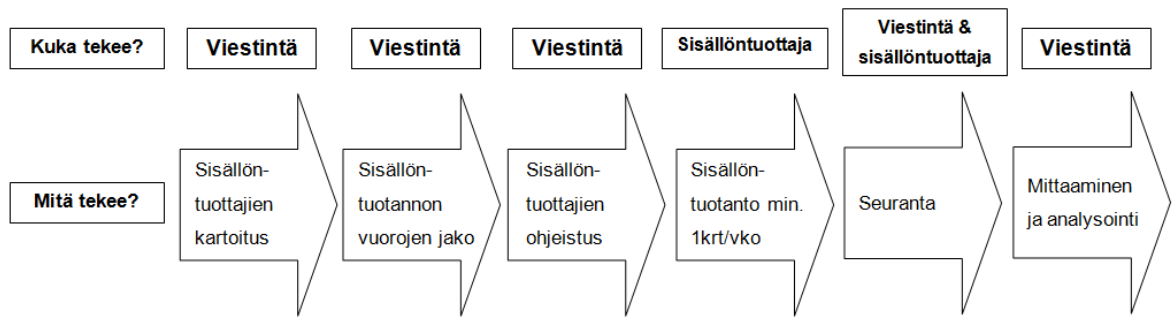 Kuka tekee?
Viestintä
Viestintä
Viestintä
Sisällöntuottaja
Viestintä &
sisällöntuottaja
Viestintä
Mitä tekee?
Sisällön-
tuottajien
kartoitus
Sisällön-
tuotannon
vuorojen jako
Sisällön-
tuottajien
ohjeistus
Sisällön-
tuotanto min.
1krt/vko
Seuranta
Mittaaminen
ja analysointi